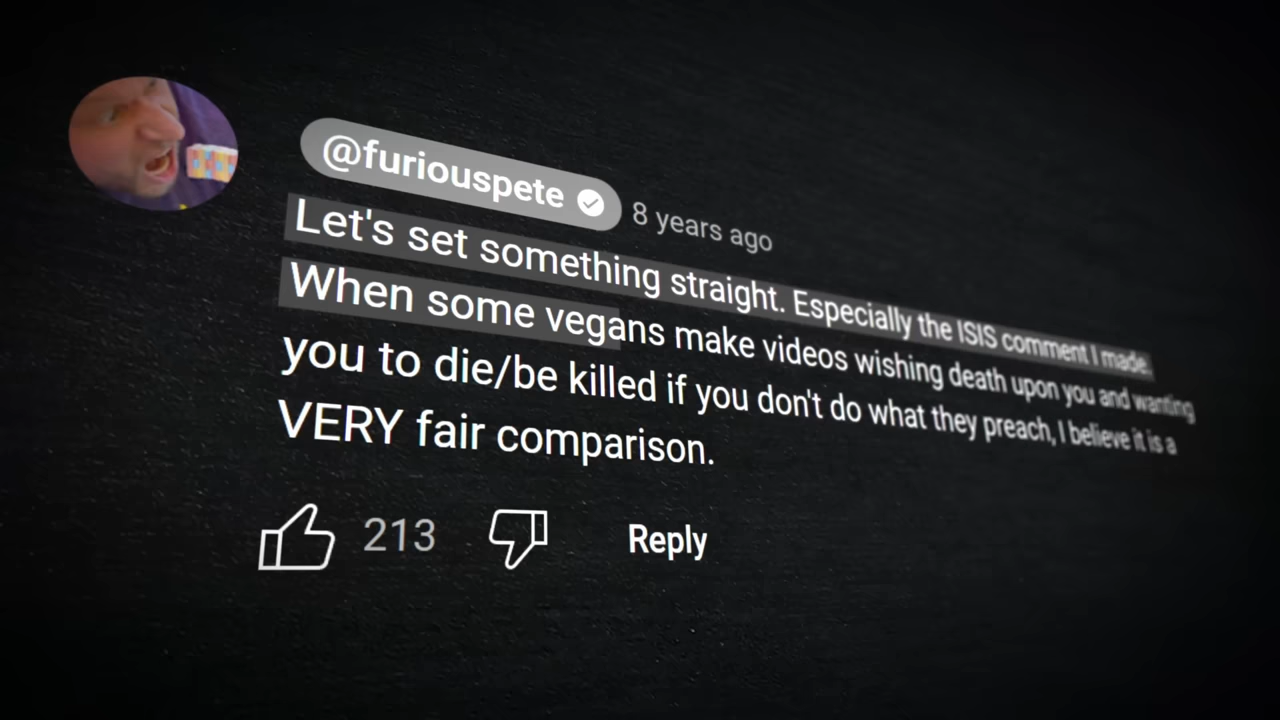 @furiouspete 8 years ago
Let's set something straight. Especially the ISIS comment I made.
When some vegans make videos wishing death upon you and wanting
you to die/be killed if you don't do what they preach, I believe it is a
VERY fair comparison.
213 Reply